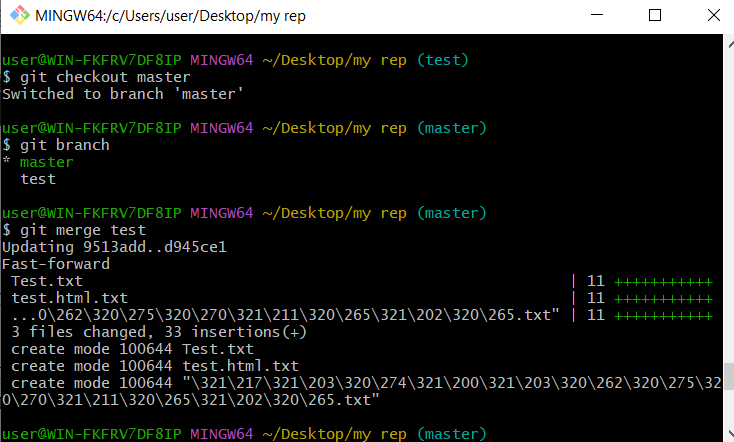 MINGW64:/c/Users/user/Desktop/my rep
user@WIN-FKFRV7DF8IP MINGW64 ~/Desktop/my rep (test)
$ git checkout master
Switched to branch 'master'
user@WIN-FKFRV7DF8IP MINGW64 ~/Desktop/my rep (master)
$ git branch
* master
  test
user@WIN-FKFRV7DF8IP MINGW64 ~/Desktop/my rep (master)
$ git merge test
Updating 9513add..d945ce1
Fast-forward
 Test.txt | 11 +++++++++++
 test.html.txt | 11 +++++++++++
 ...0\262\320\275\320\270\321\211\320\265\321\202\320\265.txt" | 11 +++++++++++
 3 files changed, 33 insertions(+)
 create mode 100644 Test.txt
 create mode 100644 test.html.txt
 create mode 100644 "\321\217\321\203\320\274\321\200\321\203\320\262\320\275\32
0\270\321\211\320\265\321\202\320\265.txt"
user@WIN-FKFRV7DF8IP MINGW64 ~/Desktop/my rep (master)